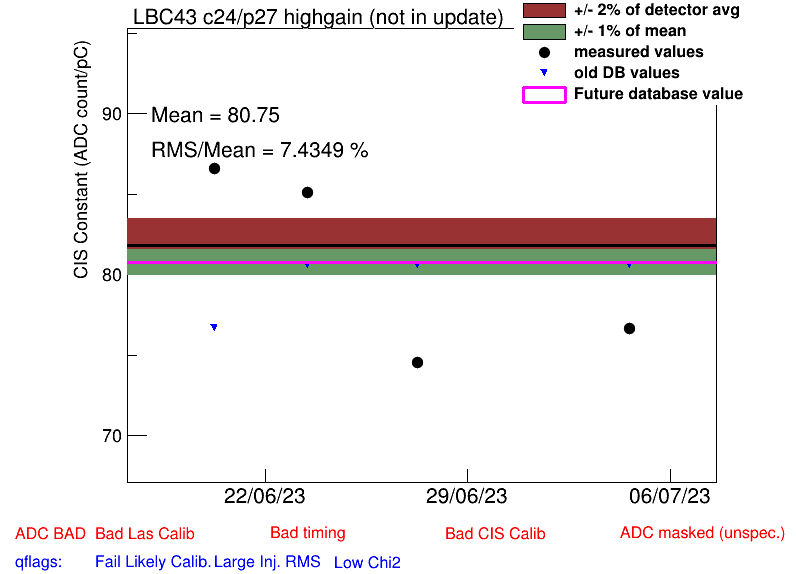 LBC43 c24/p27 highgain (not in update)
+/- 2% of detector avg
+/- 1% of mean
measured values
old DB values
Future database value
CIS Constant (ADC count/pC)
Mean = 80.75
RMS/Mean = 7.4349 %
90
80
70
22/06/23 29/06/23 06/07/23
ADC BAD Bad Las Calib Bad timing Bad CIS Calib ADC masked (unspec.)
qflags: Fail Likely Calib. Large Inj. RMS Low Chi2